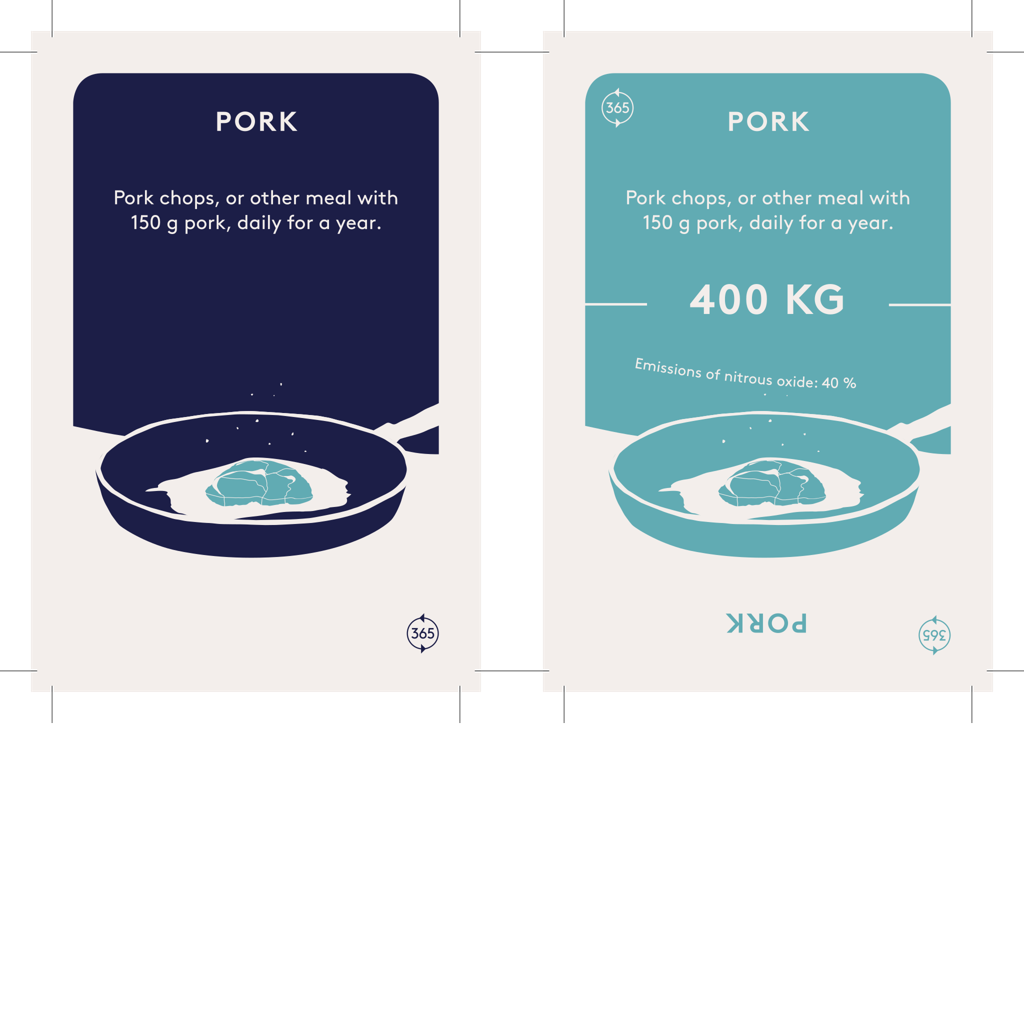 PORK
Pork chops, or other meal with
150 g pork, daily for a year.
365
365
PORK
Pork chops, or other meal with
150 g pork, daily for a year.
400 KG
Emissions of nitrous oxide: 40 %
PORK
365